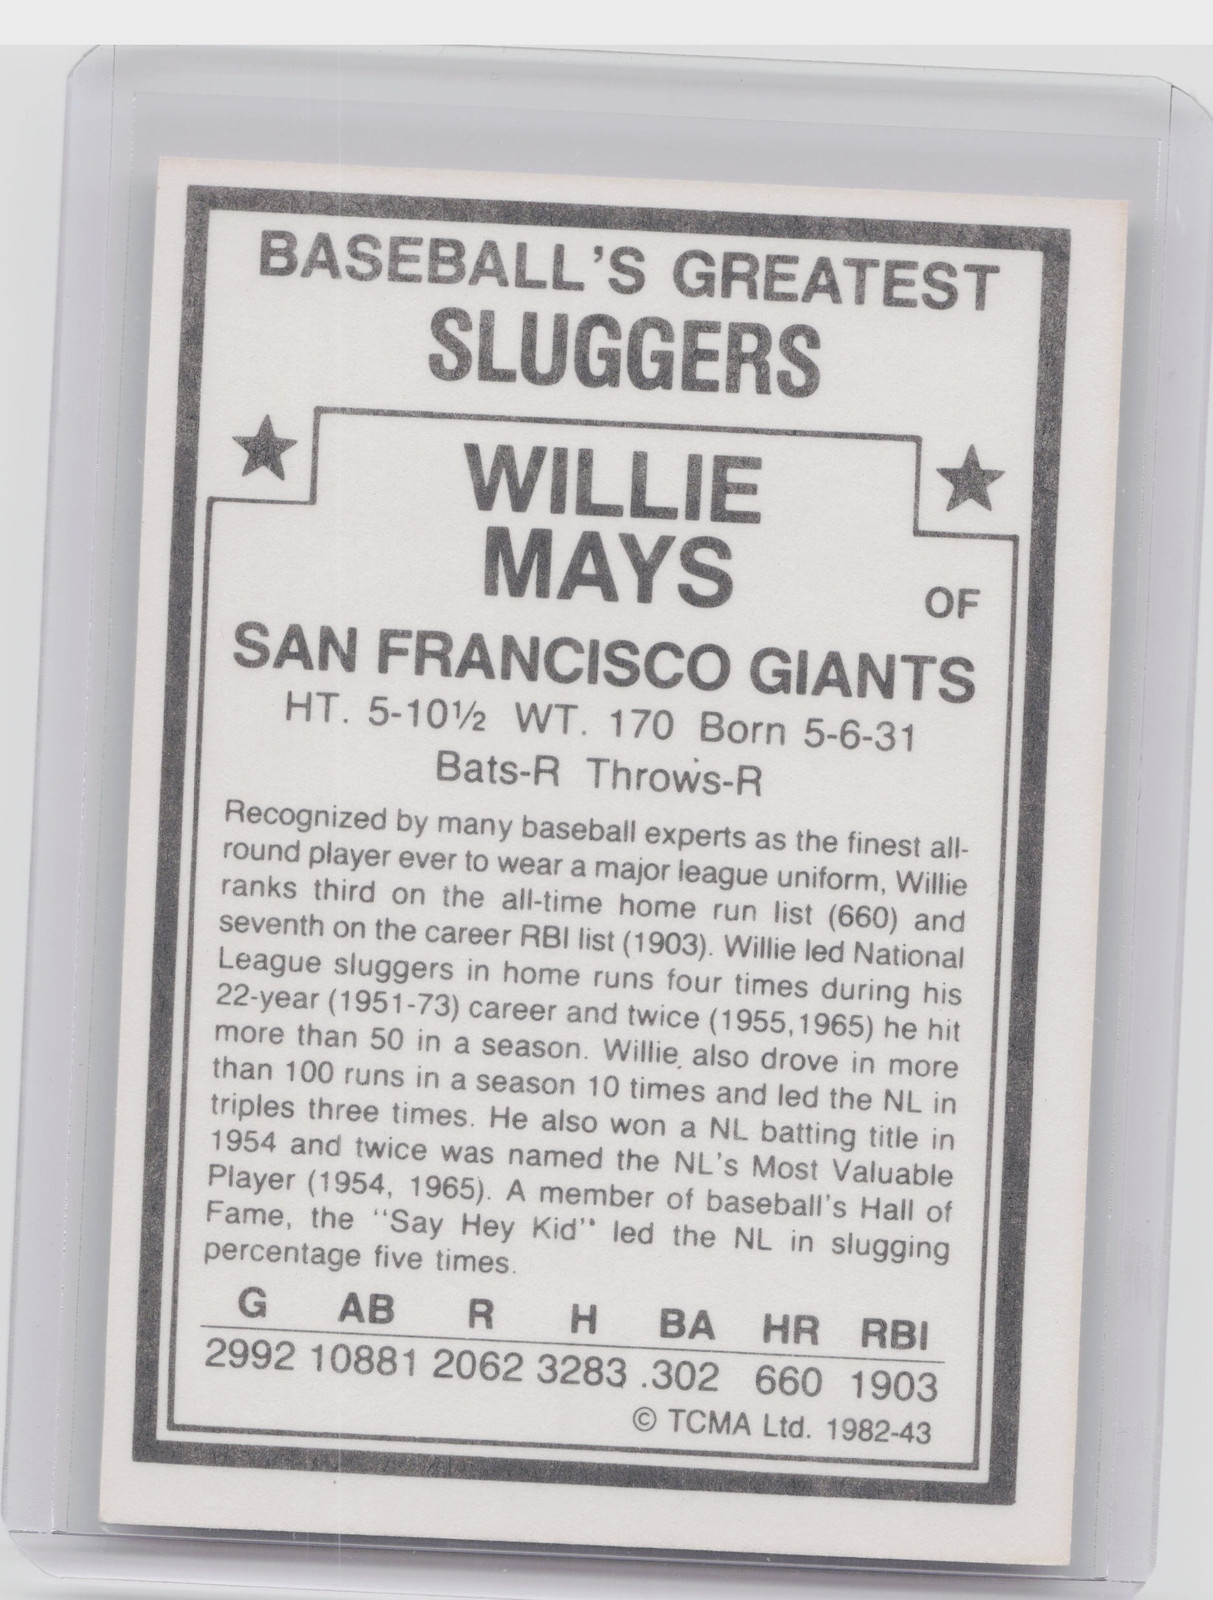 BASEBALL'S GREATEST
SLUGGERS
WILLIE
MAYS
OF
SAN FRANCISCO GIANTS
HT. 5-10½ WT. 170 Born 5-6-31
Bats-R Throws-R
Recognized by many baseball experts as the finest all-
round player ever to wear a major league uniform, Willie
ranks third on the all-time home run list (660) and
seventh on the career RBI list (1903). Willie led National
League sluggers in home runs four times during his
22-year (1951-73) career and twice (1955,1965) he hit
more than 50 in a season. Willie also drove in more
than 100 runs in a season 10 times and led the NL in
triples three times. He also won a NL batting title in
1954 and twice was named the NL's Most Valuable
Player (1954, 1965). A member of baseball's Hall of
Fame, the "Say Hey Kid" led the NL in slugging
percentage five times.
G AB R H BA HR RBI
2992 10881 2062 3283 .302 660 1903
© TCMA Ltd. 1982-43